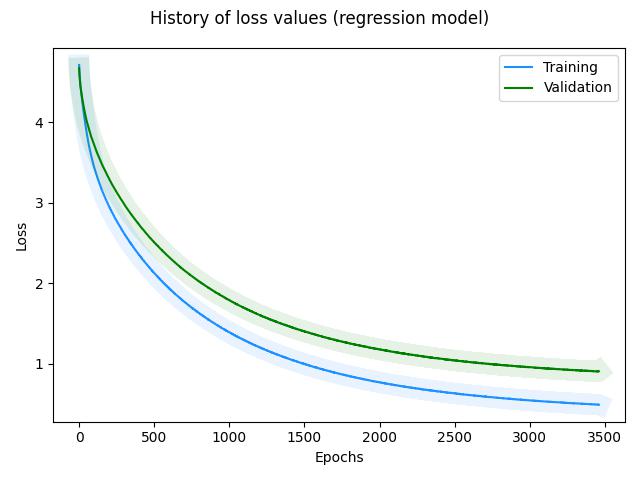 History of loss values (regression model)
Training
Validation
4
3
2
1
Loss
0 500 1000 1500 2000 2500 3000 3500
Epochs